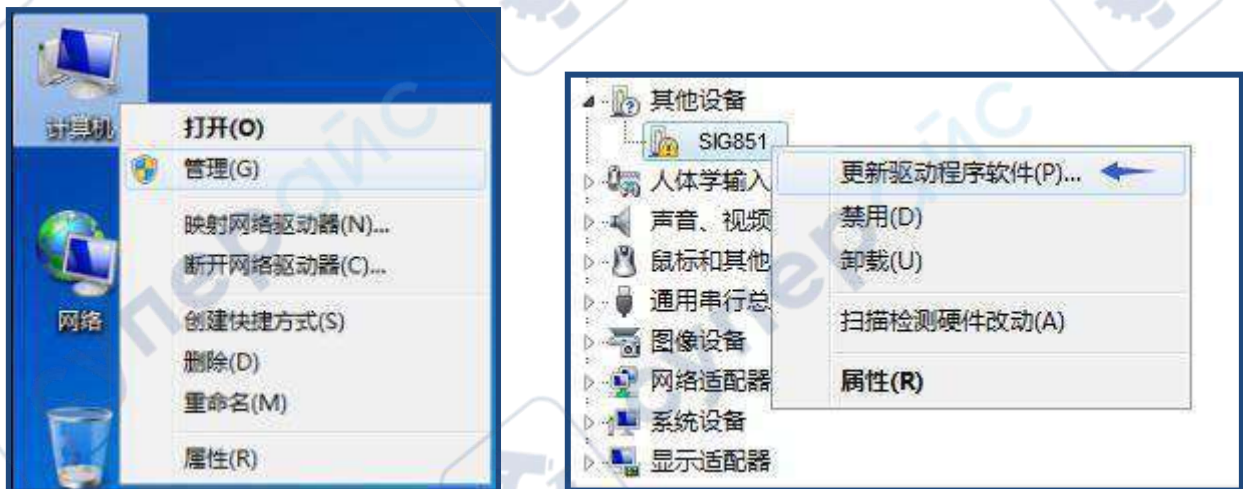 计算机
打开(O)
管理(G)
映射网络驱动器(N)...
断开网络驱动器(C)...
网络
创建快捷方式(S)
删除(D)
重命名(M)
属性(R)
其他设备
SIG851
人体学输入
声音、视频
鼠标和其他
通用串行总
图像设备
网络适配器
系统设备
显示适配器
更新驱动程序软件(P)...
禁用(D)
卸载(U)
扫描检测硬件改动(A)
属性(R)